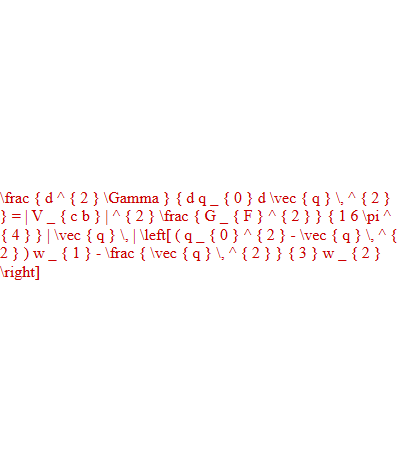 \frac { d ^ { 2 } \Gamma } { d q _ { 0 } d \vec { q } \, ^ { 2 }
} = | V _ { c b } | ^ { 2 } \frac { G _ { F } ^ { 2 } } { 1 6 \pi ^
{ 4 } } | \vec { q } \, | \left[ ( q _ { 0 } ^ { 2 } - \vec { q } \, ^ {
2 } ) w _ { 1 } - \frac { \vec { q } \, ^ { 2 } } { 3 } w _ { 2 }
\right]